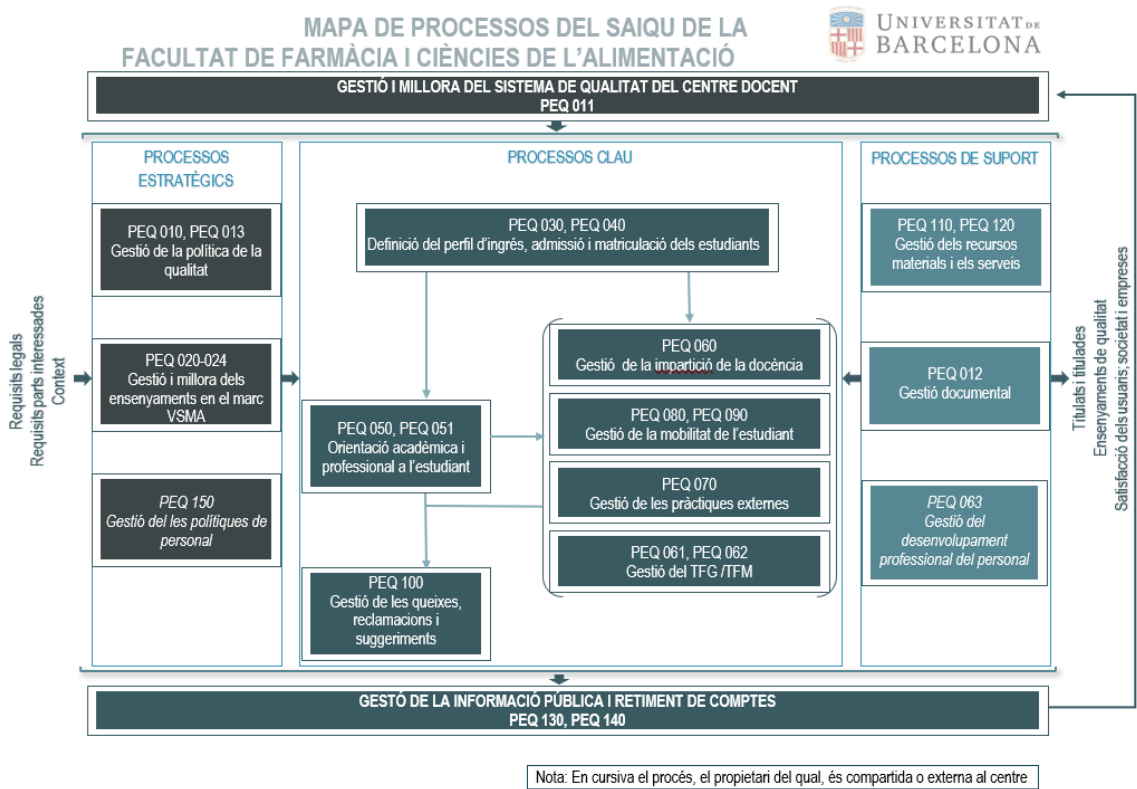 MAPA DE PROCESSOS DEL SAIQU DE LA
FACULTAT DE FARMÀCIA I CIÈNCIES DE L'ALIMENTACIÓ
UNIVERSITAT DE
BARCELONA
GESTIÓ I MILLORA DEL SISTEMA DE QUALITAT DEL CENTRE DOCENT
PEQ 011
Requisits legals
Requisits parts interessades
Context
PROCESSOS
ESTRATÈGICS
PEQ 010, PEQ 013
Gestió de la política de la
qualitat
PEQ 020-024
Gestió i millora dels
ensenyaments en el marc
VSMA
PEQ 150
Gestió del les polítiques de
personal
PROCESSOS CLAU
PEQ 030, PEQ 040
Definició del perfil d'ingrés, admissió i matriculació dels estudiants
PEQ 050, PEQ 051
Orientació acadèmica i
professional a l'estudiant
PEQ 060
Gestió de la impartició de la docència
PEQ 080, PEQ 090
Gestió de la mobilitat de l'estudiant
PEQ 070
Gestió de les pràctiques externes
PEQ 061, PEQ 062
Gestió del TFG /TFM
PEQ 100
Gestió de les queixes,
reclamacions i
suggeriments
PROCESSOS DE SUPORT
PEQ 110, PEQ 120
Gestió dels recursos
materials i els serveis
PEQ 012
Gestió documental
PEQ 063
Gestió del
desenvolupament
professional del personal
Titulats i titulades
Ensenyaments de qualitat
Satisfacció dels usuaris; societat i empreses
GESTÓ DE LA INFORMACIÓ PÚBLICA I RETIMENT DE COMPTES
PEQ 130, PEQ 140
Nota: En cursiva el procés, el propietari del qual, és compartida o externa al centre